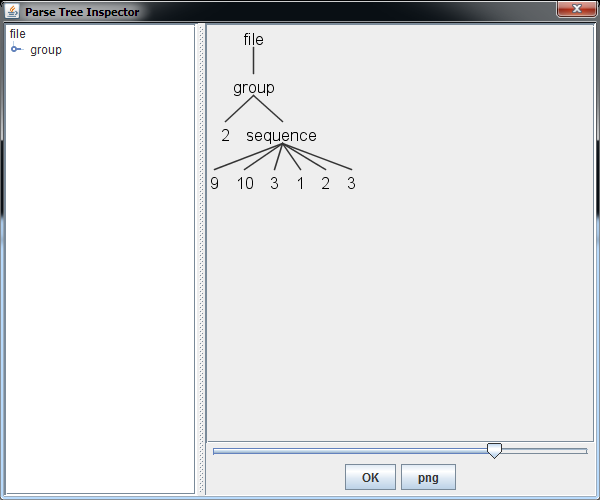 Parse Tree Inspector
file
group
file
group
2 sequence
9 10 3 1 2 3
OK png